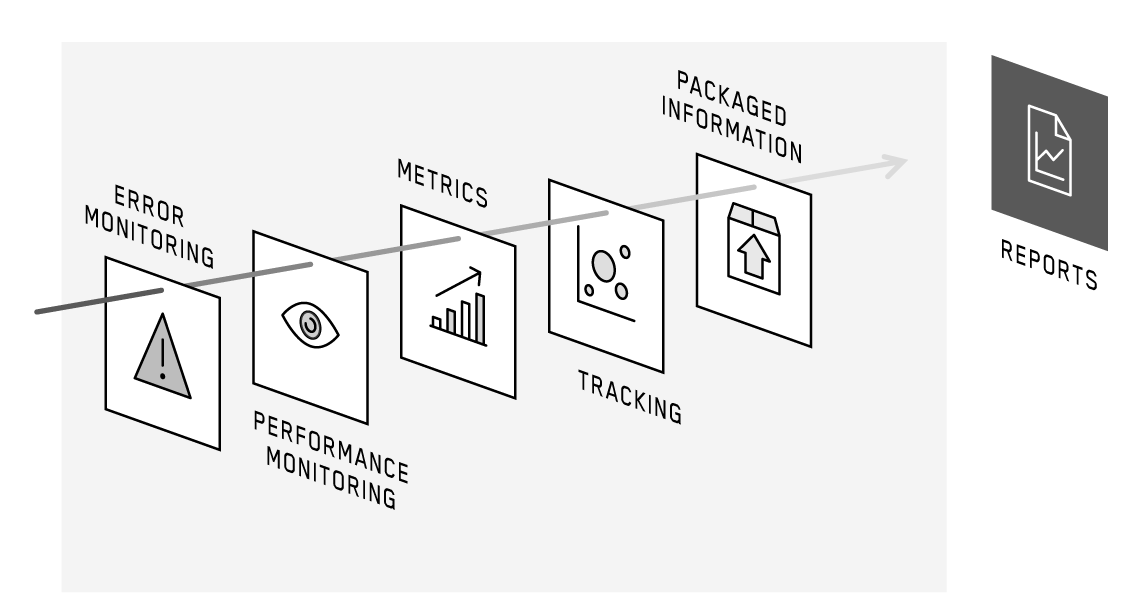 ERROR
MONITORING
PERFORMANCE
MONITORING
METRICS
TRACKING
PACKAGED
INFORMATION
REPORTS